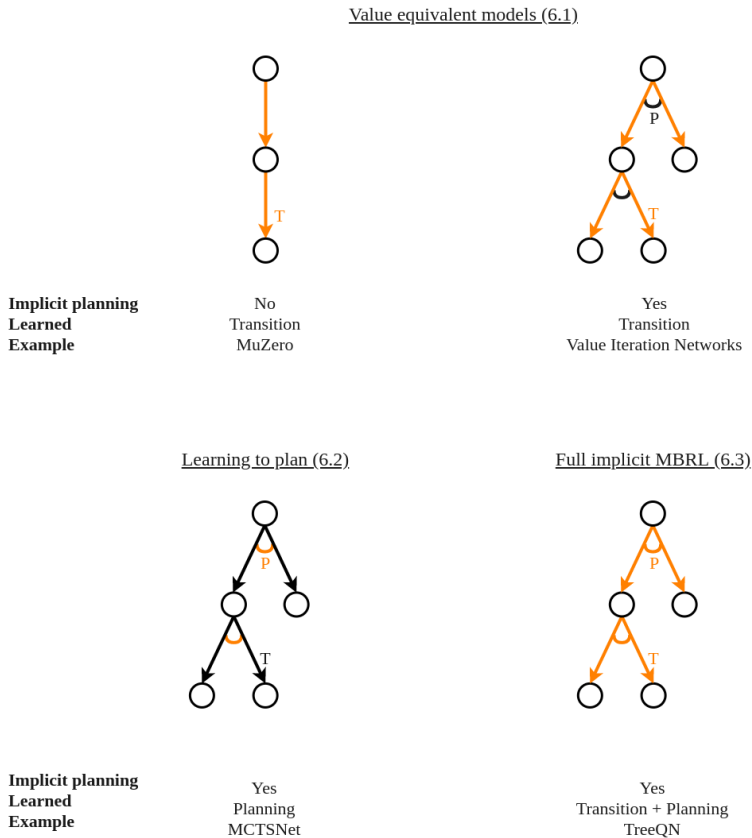 Value equivalent models (6.1)
P
T
T
Implicit planning No Yes
Learned Transition Transition
Example MuZero Value Iteration Networks
Learning to plan (6.2) Full implicit MBRL (6.3)
P P
T T
Implicit planning Yes Yes
Learned Planning Transition + Planning
Example MCTSNet TreeQN